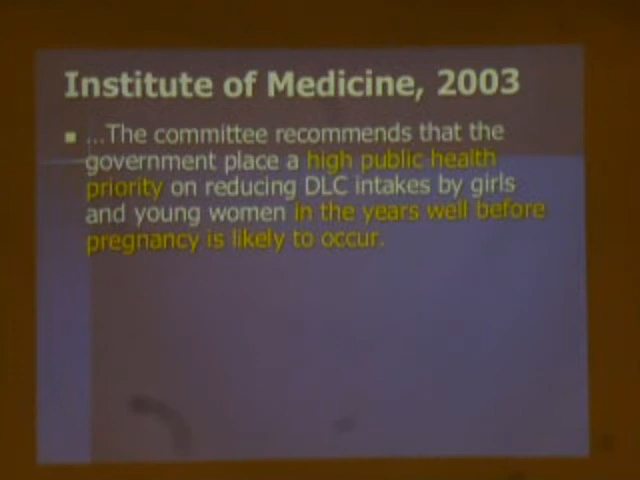 Institute of Medicine, 2003
...The committee recommends that the
government place a high public health
priority on reducing DLC intakes by girls
and young women in the years well before
pregnancy is likely to occur.